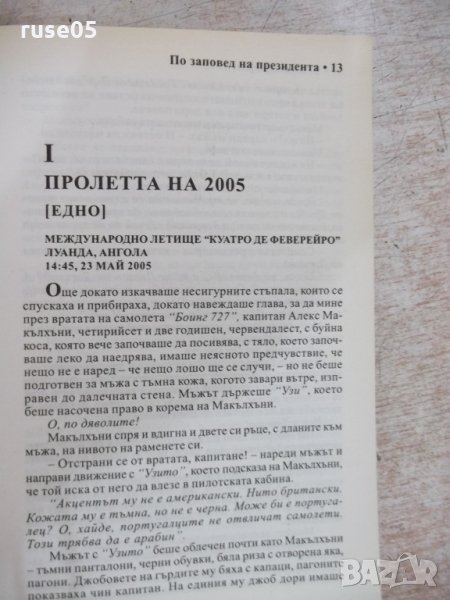 ruse05
По заповед на президента • 13
I
ПРОЛЕТТА НА 2005
[ЕДНО]
МЕЖДУНАРОДНО ЛЕТИЩЕ “КУАТРО ДЕ ФЕВЕРЕЙРО”
ЛУАНДА, АНГОЛА
14:45, 23 МАЙ 2005
Още докато изкачваше несигурните стъпала, които се
спускаха и прибираха, докато навеждаше глава, за да мине
през вратата на самолета “Боинг 727”, капитан Алекс Ма-
кълхъни, четирийсет и две годишен, червендалест, с буйна
коса, която вече започваше да посивява, с тяло, което започ-
ваше леко да наедрява, имаше неясното предчувствие, че
нещо не е наред – че нещо лошо ще се случи, – но не беше
подготвен за мъжа с тъмна кожа, когото завари вътре, изп-
равен до далечната стена. Мъжът държеше “Узи”, което
беше насочена право в корема на Макълхъни.
О, по дяволите!
Макълхъни спря и вдигна и двете си ръце, с дланите към
мъжа, на нивото на раменете си.
– Отстрани се от вратата, капитане! – нареди мъжът и
направи движение с “Узито”, което подсказа на Макълхъни,
че той иска от него да влезе в пилотската кабина.
“Акцентът му не е американски. Нито британски.
Кожата му е тъмна, но не е черна. Може би е португа-
лец? О, хайде, португалците не отвличат самолети.
Този трябва да е арабин”.
Мъжът с “Узито” беше облечен почти като Макълхъни
– тъмни панталони, черни обувки, бяла риза с отворена яка,
пагони. Джобовете на гърдите му бяха с капаци, пагоните
показваха чин капитан. На единия му джоб дори имаше
BAZAR.BG